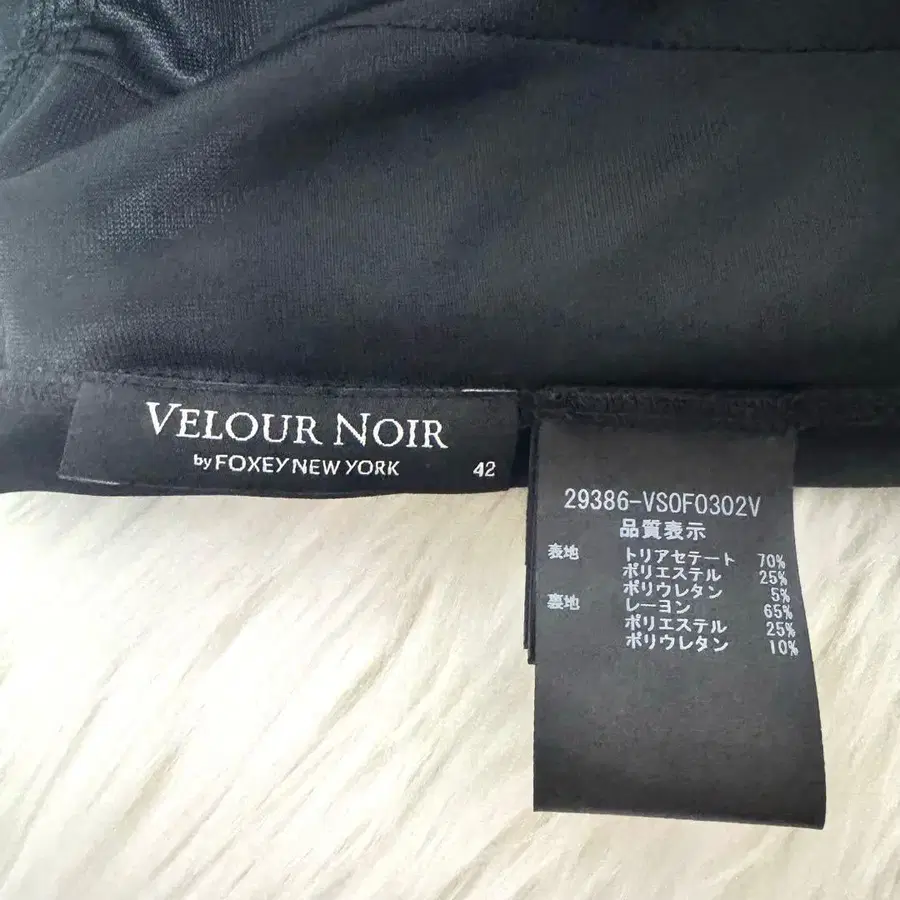 VELOUR NOIR
by FOXEY NEW YORK 42
29386-VSOF0302V
品質表示
表地 トリアセテート 70%
ポリエステル 25%
ポリウレタン 5%
裏地 レーヨン 65%
ポリエステル 25%
ポリウレタン 10%